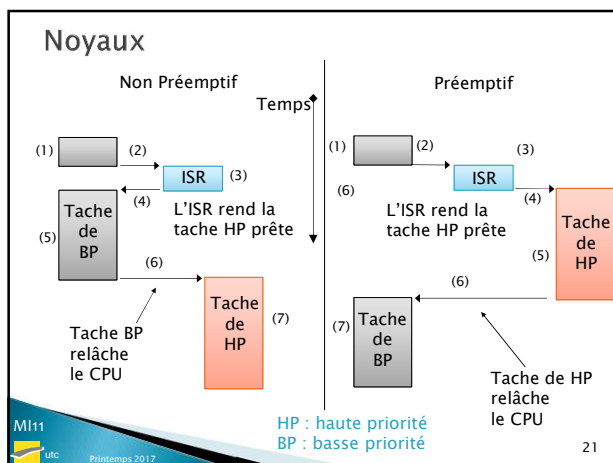 Noyaux
Non Préemptif
Préemptif
Temps
(1)
(2)
ISR
(3)
(4)
L'ISR rend la
tache HP prête
Tache
de
BP
(5)
(6)
Tache
de
HP
(7)
Tache BP
relâche
le CPU
(1)
(2)
(3)
ISR
(6)
(4)
L'ISR rend la
tache HP prête
Tache
de
HP
(5)
(6)
(7)
Tache
de
BP
Tache de HP
relâche
le CPU
HP : haute priorité
BP : basse priorité
MI11
utc
Printemps 2017
21